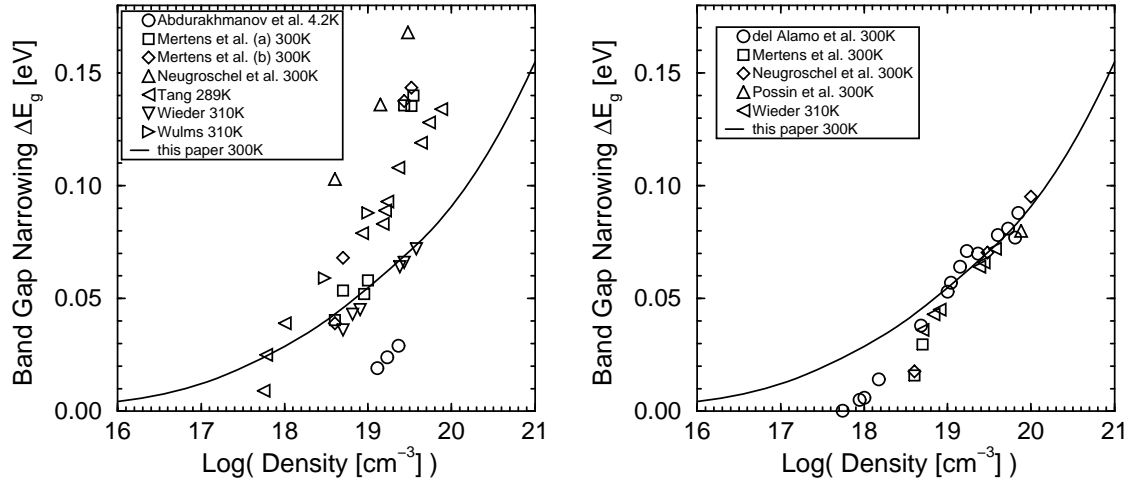 Band Gap Narrowing ΔE_g [eV]
0.15
0.10
0.05
0.00
Abdurakhmanov et al. 4.2K
Mertens et al. (a) 300K
Mertens et al. (b) 300K
Neugroschel et al. 300K
Tang 289K
Wieder 310K
Wulms 310K
this paper 300K
16 17 18 19 20 21
Log( Density [cm⁻³] )
Band Gap Narrowing ΔE_g [eV]
0.15
0.10
0.05
0.00
del Alamo et al. 300K
Mertens et al. 300K
Neugroschel et al. 300K
Possin et al. 300K
Wieder 310K
this paper 300K
16 17 18 19 20 21
Log( Density [cm⁻³] )